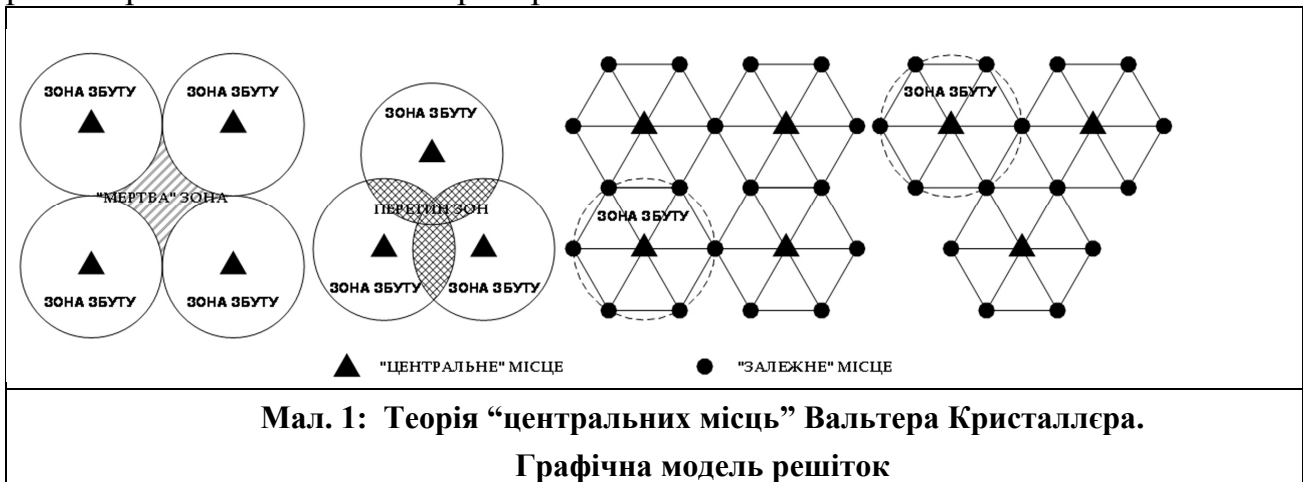 ЗОНА ЗБУТУ
ЗОНА ЗБУТУ
"МЕРТВА" ЗОНА
ЗОНА ЗБУТУ
ЗОНА ЗБУТУ
ЗОНА ЗБУТУ
ПЕРЕТИН ЗОН
ЗОНА ЗБУТУ
ЗОНА ЗБУТУ
ЗОНА ЗБУТУ
ЗОНА ЗБУТУ
"ЦЕНТРАЛЬНЕ" МІСЦЕ
"ЗАЛЕЖНЕ" МІСЦЕ
Мал. 1: Теорія “центральних місць” Вальтера Кристаллєра.
Графічна модель решіток